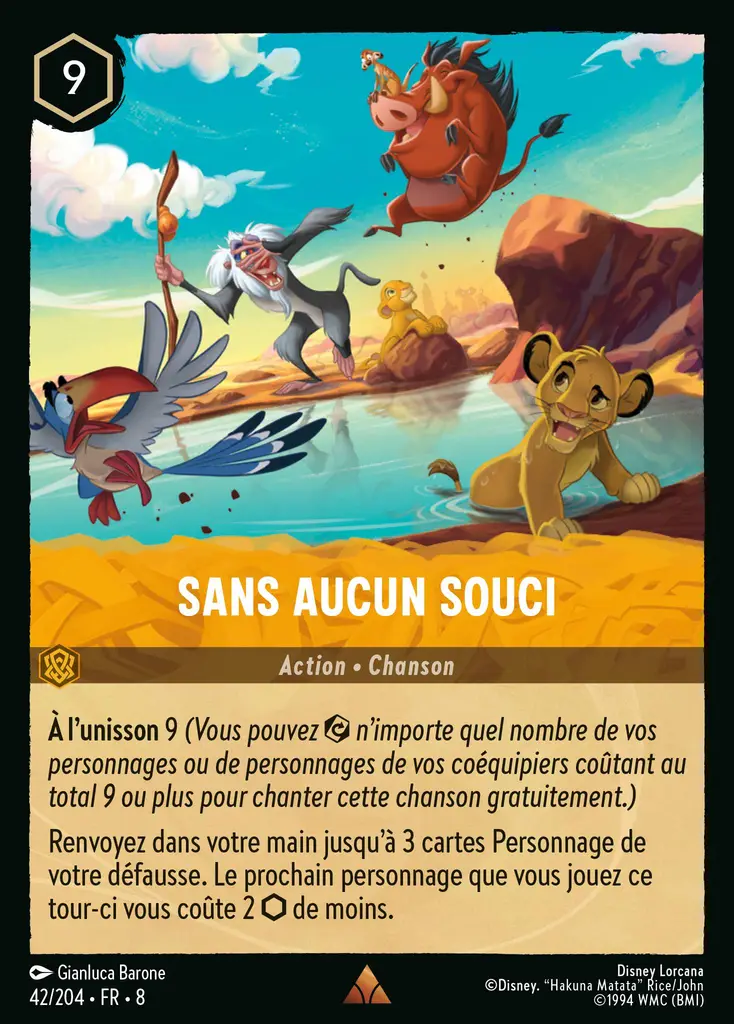 9
SANS AUCUN SOUCI
Action • Chanson
À l'unisson 9 (Vous pouvez n'importe quel nombre de vos
personnages ou de personnages de vos coéquipiers coûtant au
total 9 ou plus pour chanter cette chanson gratuitement.)
Renvoyez dans votre main jusqu'à 3 cartes Personnage de
votre défausse. Le prochain personnage que vous jouez ce
tour-ci vous coûte 2 de moins.
Gianluca Barone
42/204 • FR • 8
Disney Lorcana
©Disney. "Hakuna Matata" Rice/John
©1994 WMC (BMI)